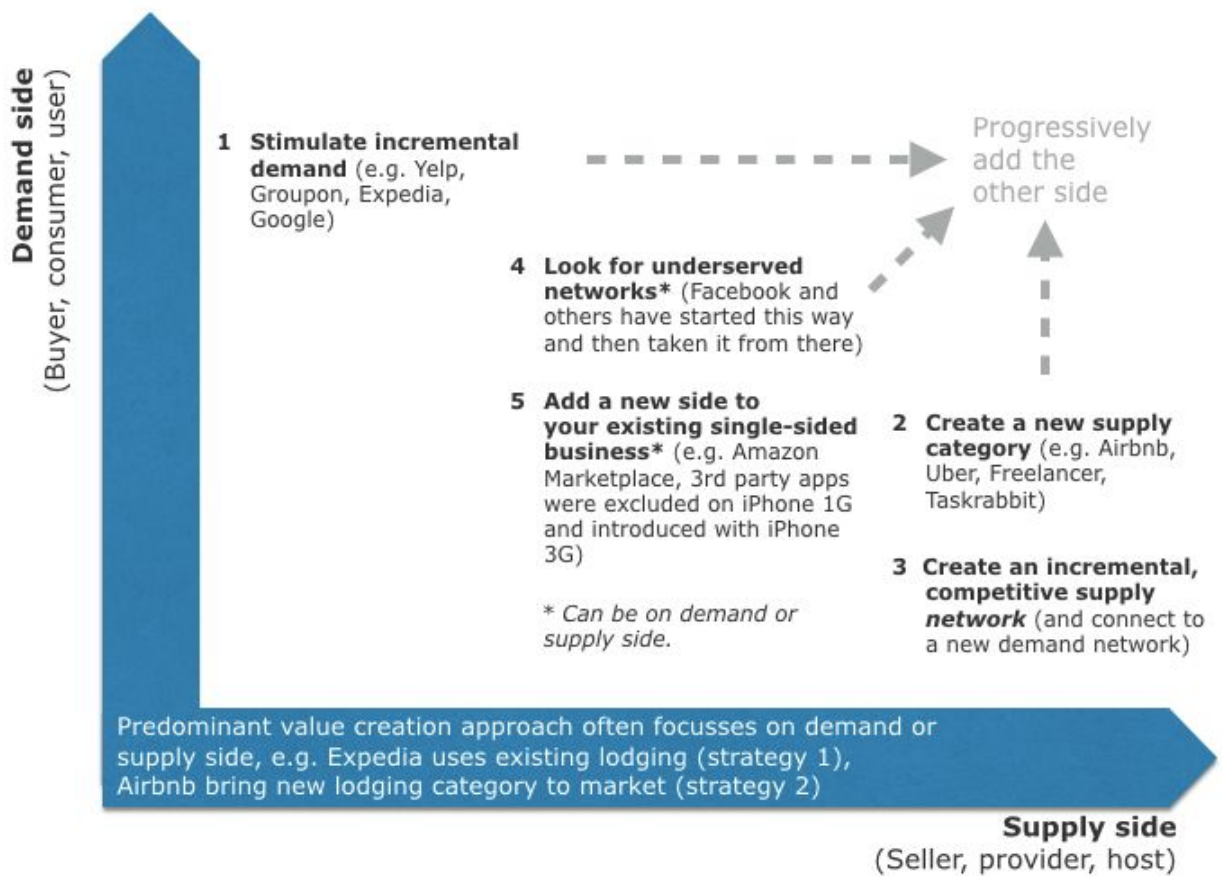 Demand side
(Buyer, consumer, user)
1 Stimulate incremental
demand (e.g. Yelp,
Groupon, Expedia,
Google)
Progressively
add the
other side
4 Look for underserved
networks* (Facebook and
others have started this way
and then taken it from there)
5 Add a new side to
your existing single-sided
business* (e.g. Amazon
Marketplace, 3rd party apps
were excluded on iPhone 1G
and introduced with iPhone
3G)
* Can be on demand or
supply side.
2 Create a new supply
category (e.g. Airbnb,
Uber, Freelancer,
Taskrabbit)
3 Create an incremental,
competitive supply
network (and connect to
a new demand network)
Predominant value creation approach often focusses on demand or
supply side, e.g. Expedia uses existing lodging (strategy 1),
Airbnb bring new lodging category to market (strategy 2)
Supply side
(Seller, provider, host)